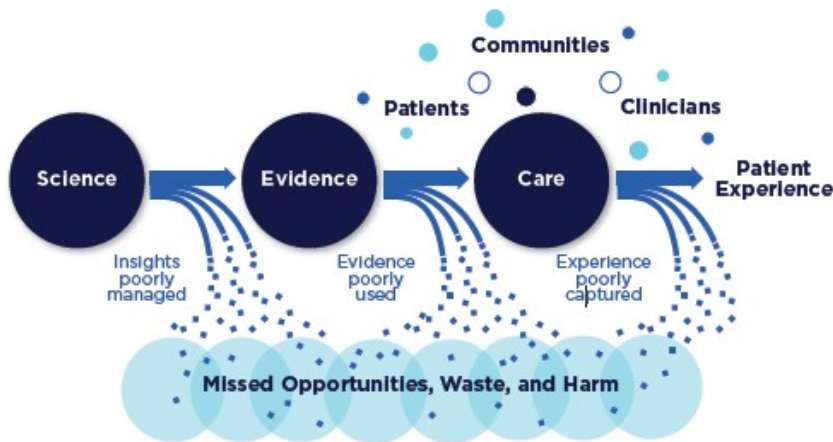 Communities
Patients
Clinicians
Science
Evidence
Care
Patient
Experience
Insights
poorly
managed
Evidence
poorly
used
Experience
poorly
captured
Missed Opportunities, Waste, and Harm